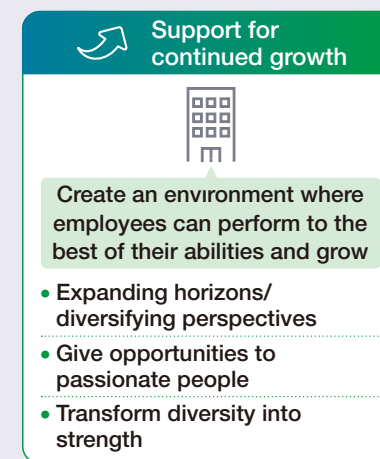 Support for
continued growth
Create an environment where
employees can perform to the
best of their abilities and grow
• Expanding horizons/
diversifying perspectives
• Give opportunities to
passionate people
• Transform diversity into
strength